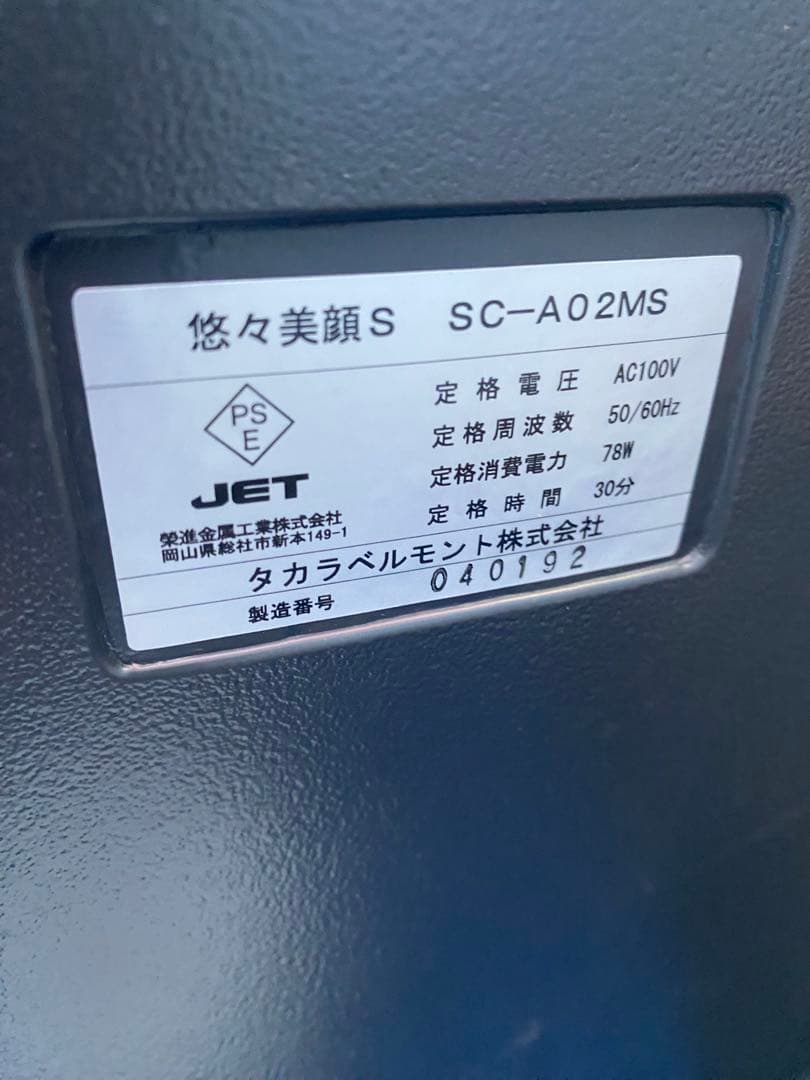 悠々美顔S SC-A02MS
PS
E
JET
榮進金属工業株式会社
岡山県総社市新本149-1
定格電圧 AC100V
定格周波数 50/60Hz
定格消費電力 78W
定格時間 30分
タカラベルモント株式会社
製造番号 040192